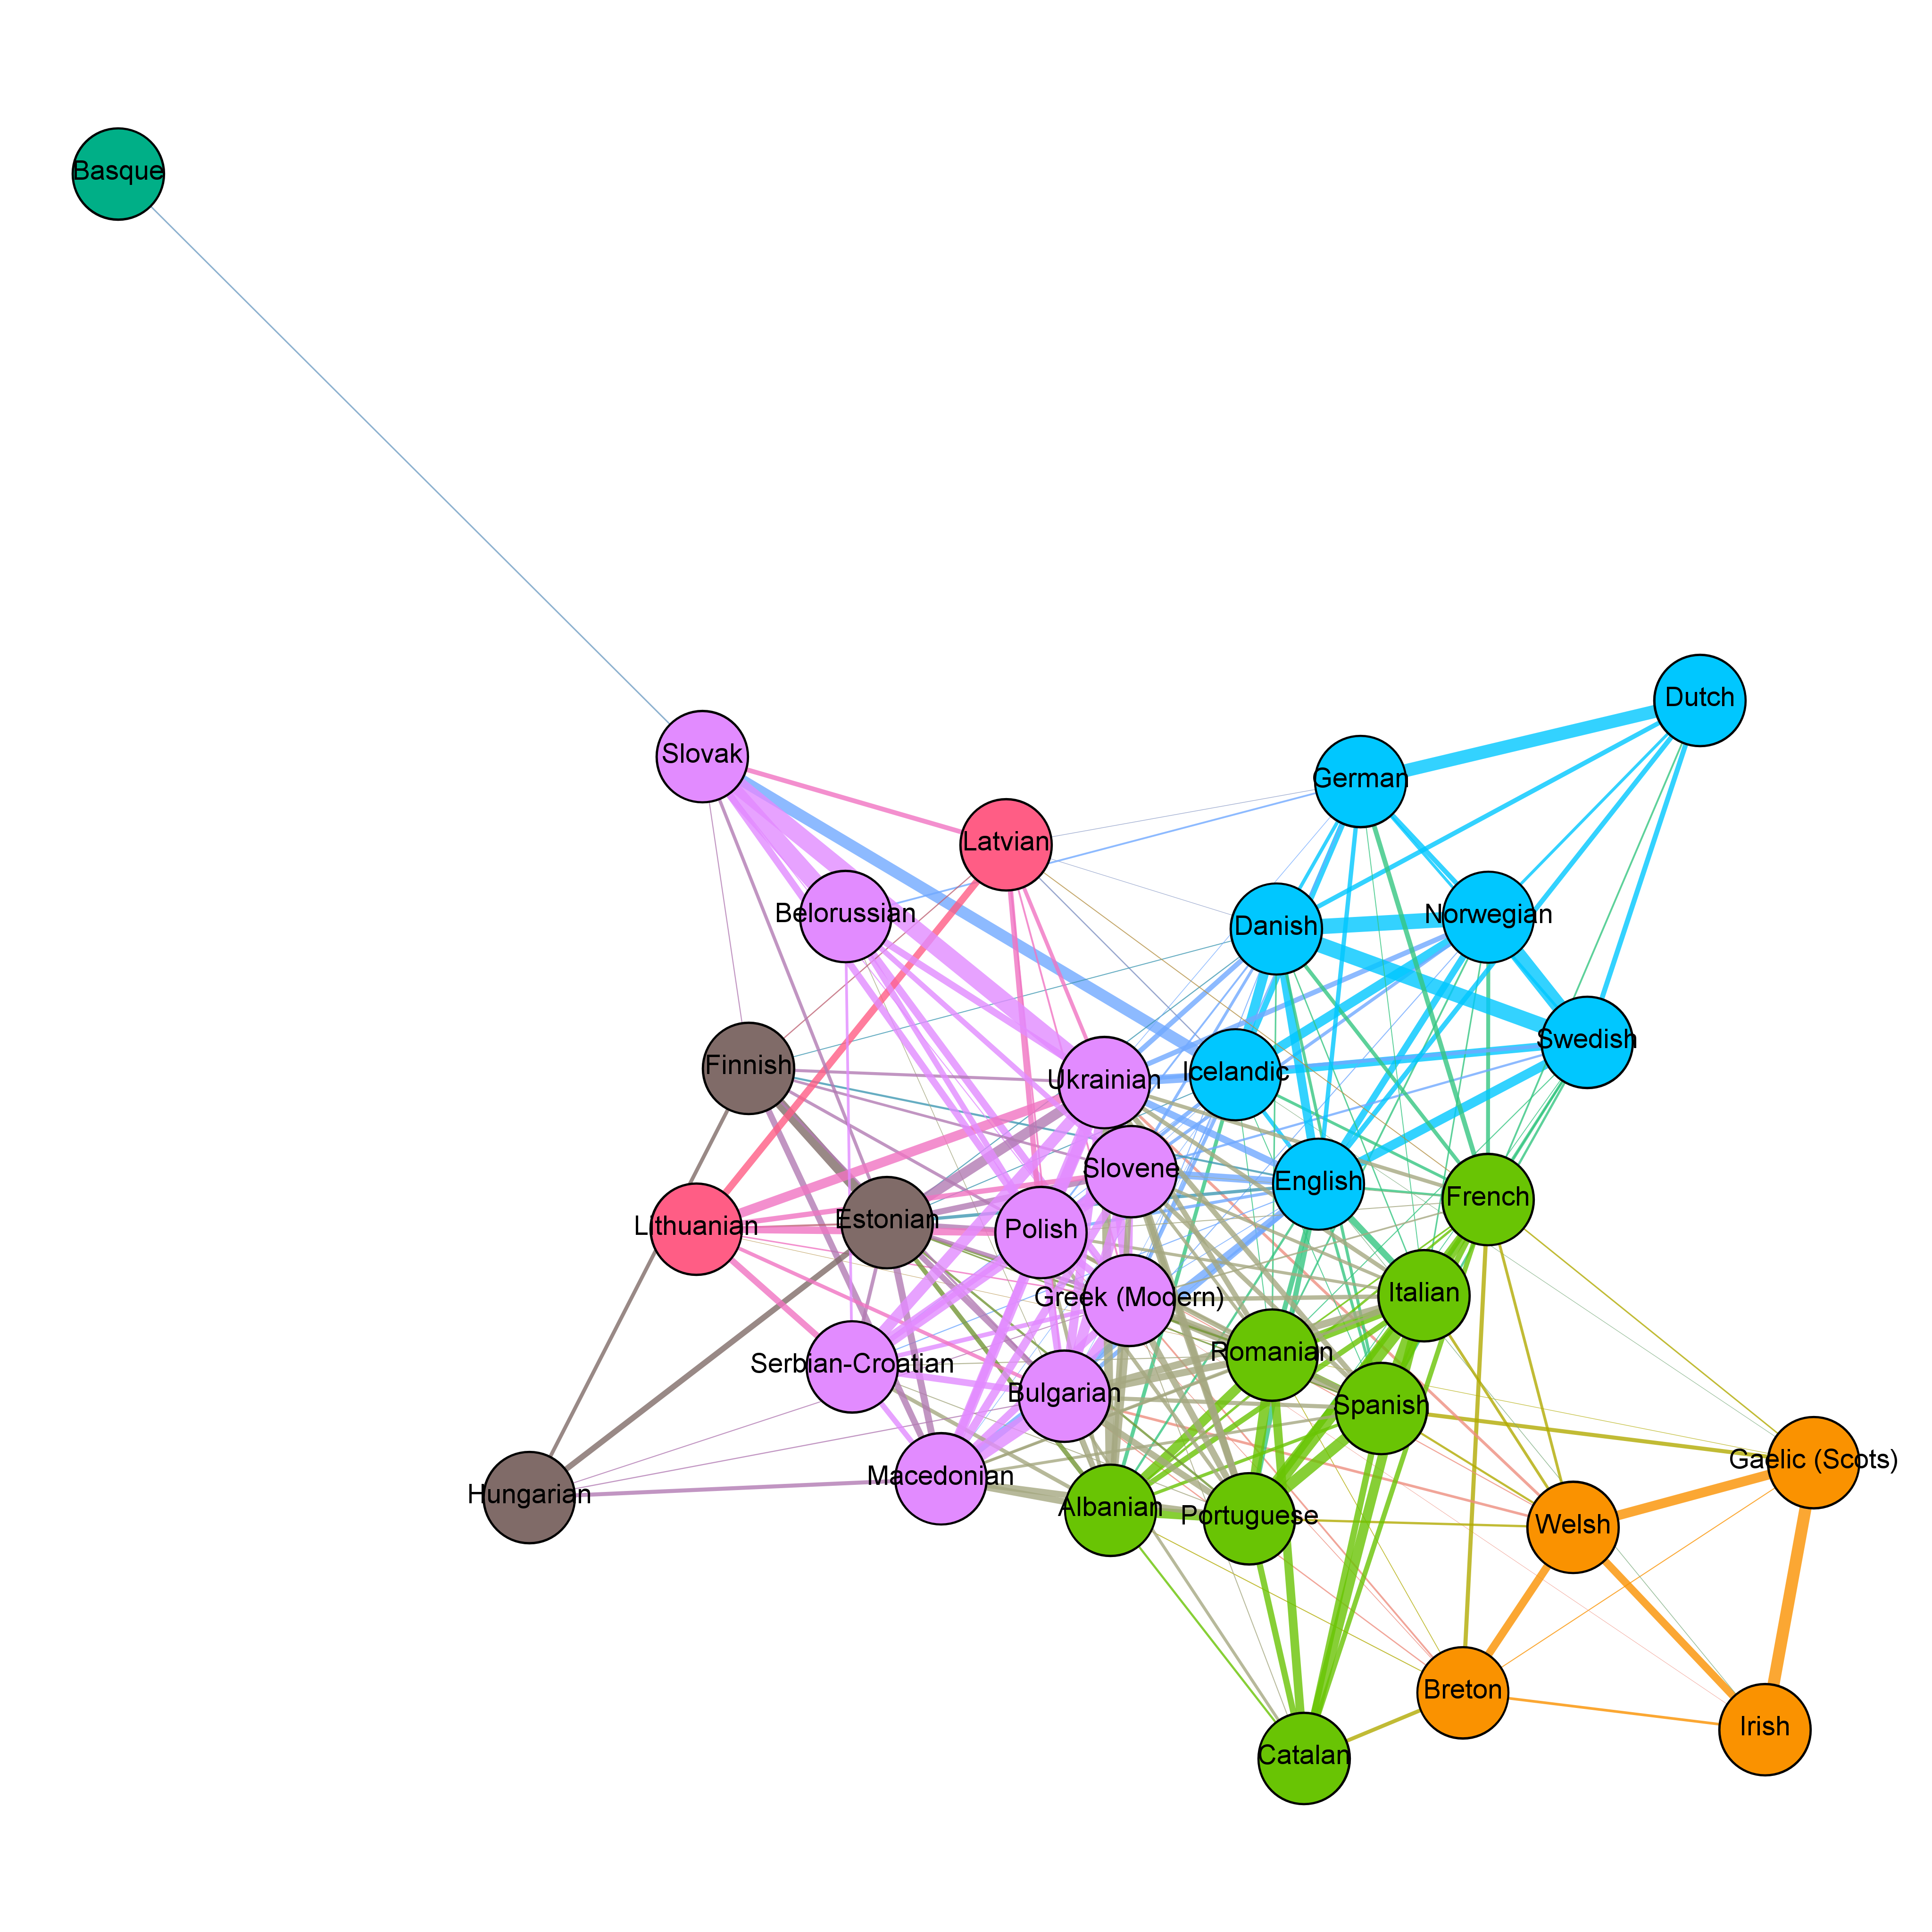 Basque
Dutch
Slovak
German
Latvian
Belorussian
Norwegian
Danish
Swedish
Finnish
Icelandic
Ukrainian
Slovene
English
French
Estonian
Lithuanian
Polish
Italian
Greek (Modern)
Romanian
Serbian-Croatian
Bulgarian
Spanish
Gaelic (Scots)
Macedonian
Hungarian
Albanian
Portuguese
Welsh
Breton
Irish
Catalan